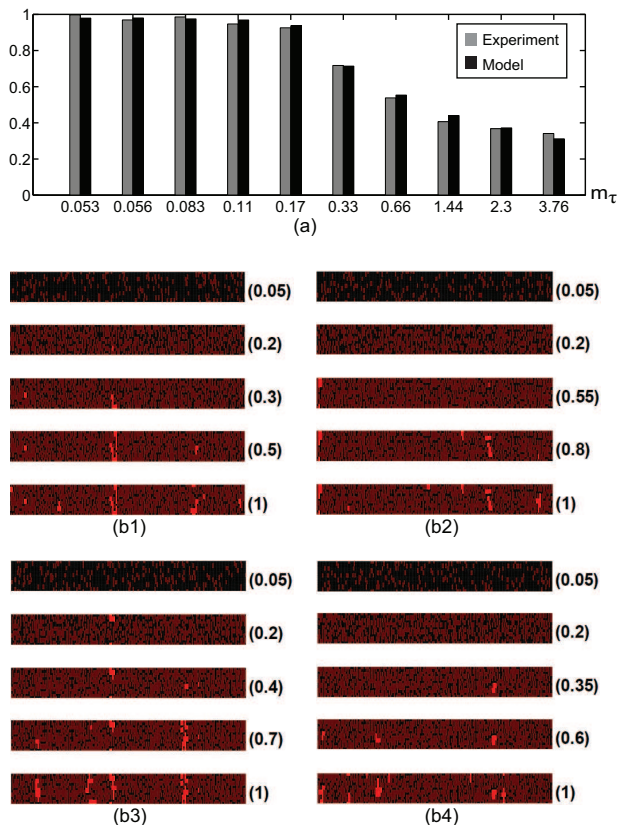 1
0.8
0.6
0.4
0.2
0
Experiment
Model
0.053 0.056 0.083 0.11 0.17 0.33 0.66 1.44 2.3 3.76 mτ
(a)
(0.05) (0.05)
(0.2) (0.2)
(0.3) (0.55)
(0.5) (0.8)
(1) (1)
(b1) (b2)
(0.05) (0.05)
(0.2) (0.2)
(0.4) (0.35)
(0.7) (0.6)
(1) (1)
(b3) (b4)